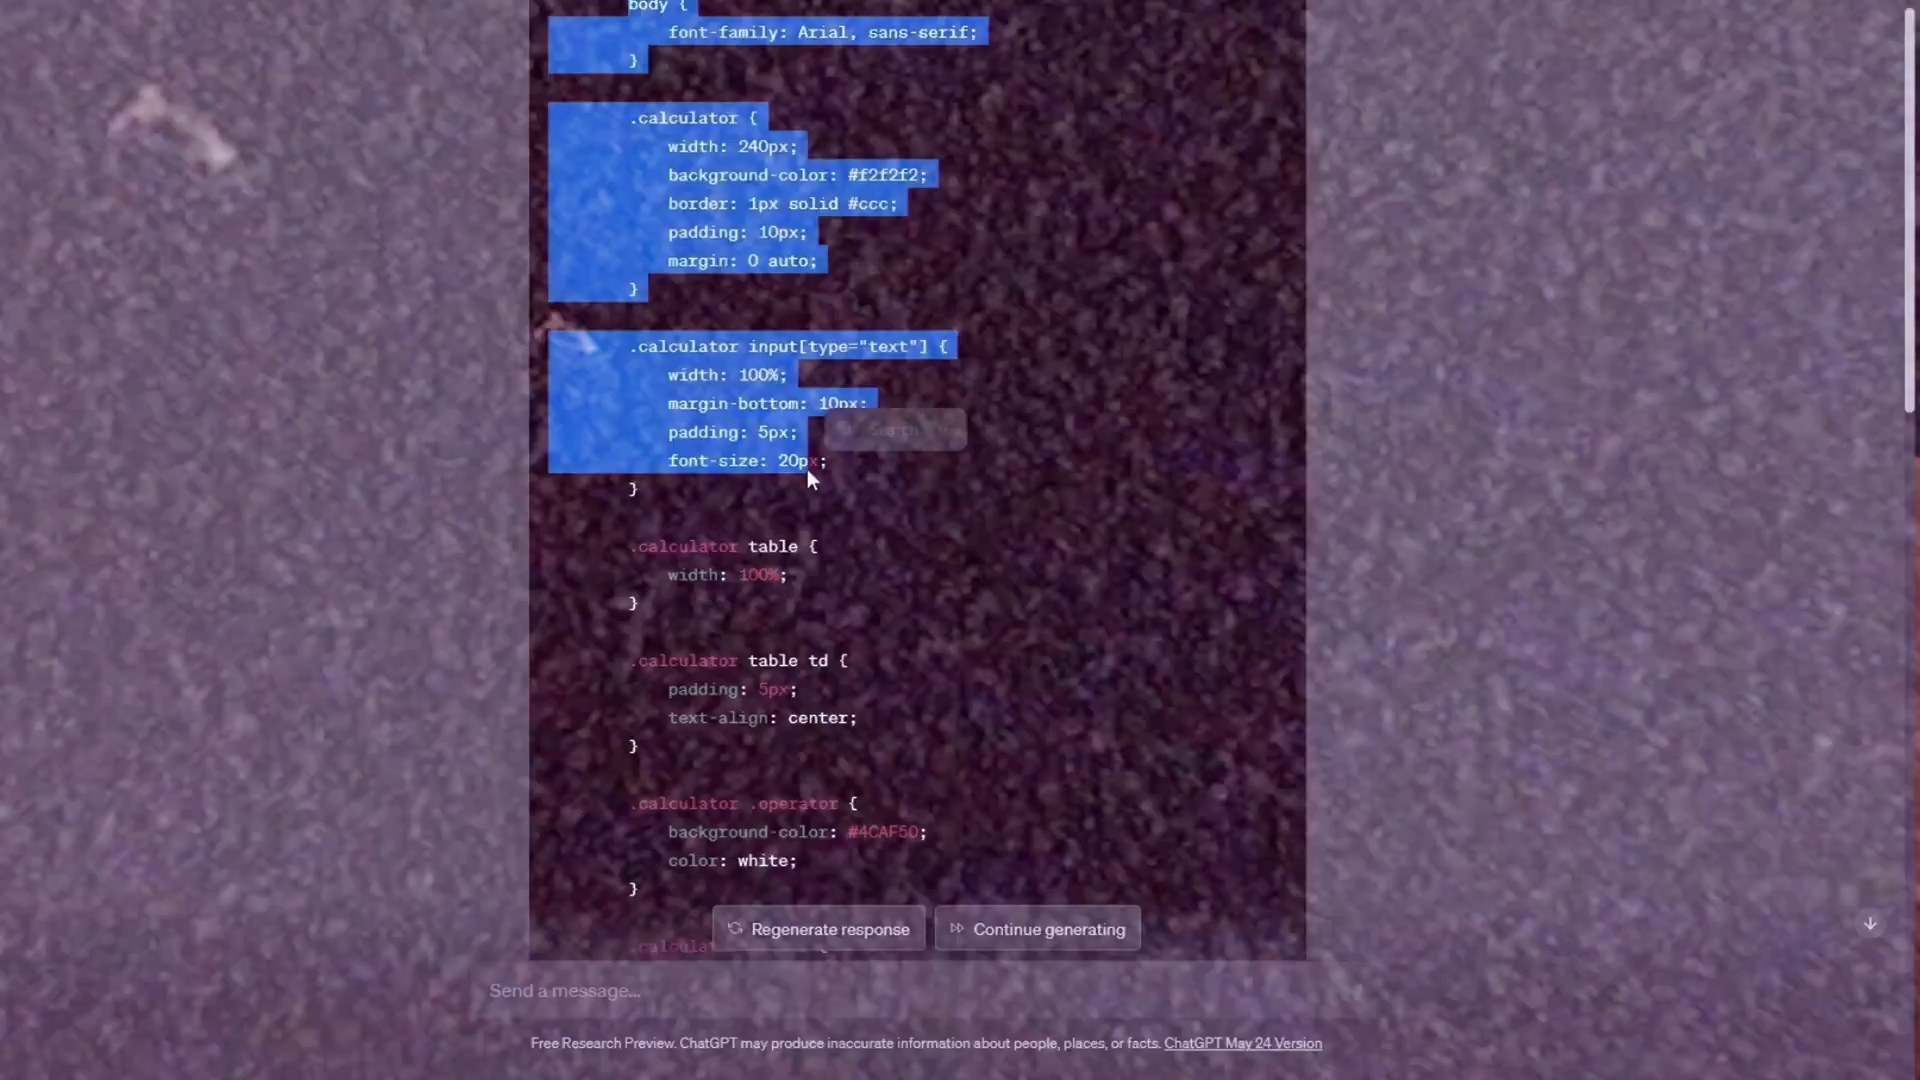 body {
font-family: Arial, sans-serif;
}
.calculator {
width: 240px;
background-color: #f2f2f2;
border: 1px solid #ccc;
padding: 10px;
margin: 0 auto;
}
.calculator input[type="text"] {
width: 100%;
margin-bottom: 10px;
padding: 5px;
font-size: 20px;
}
.calculator table {
width: 100%;
}
.calculator table td {
padding: 5px;
text-align: center;
}
.calculator .operator {
background-color: #4CAF50;
color: white;
}
Regenerate response
Continue generating
Send a message...
Free Research Preview. ChatGPT may produce inaccurate information about people, places, or facts. ChatGPT May 24 Version